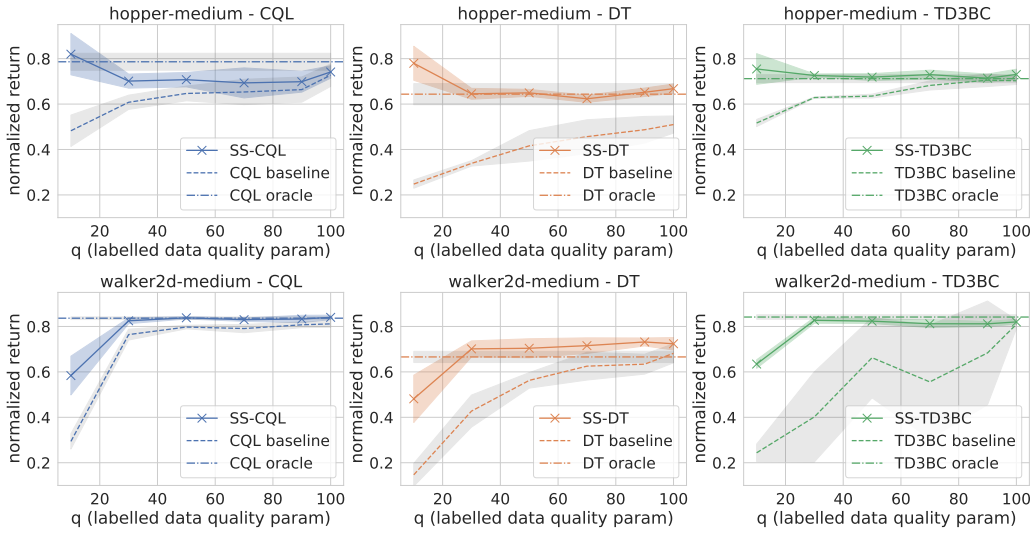 hopper-medium - CQL
normalized return
0.8
0.6
0.4
0.2
SS-CQL
CQL baseline
CQL oracle
20 40 60 80 100
q (labelled data quality param)
hopper-medium - DT
normalized return
0.8
0.6
0.4
0.2
SS-DT
DT baseline
DT oracle
20 40 60 80 100
q (labelled data quality param)
hopper-medium - TD3BC
normalized return
0.8
0.6
0.4
0.2
SS-TD3BC
TD3BC baseline
TD3BC oracle
20 40 60 80 100
q (labelled data quality param)
walker2d-medium - CQL
normalized return
0.8
0.6
0.4
0.2
SS-CQL
CQL baseline
CQL oracle
20 40 60 80 100
q (labelled data quality param)
walker2d-medium - DT
normalized return
0.8
0.6
0.4
0.2
SS-DT
DT baseline
DT oracle
20 40 60 80 100
q (labelled data quality param)
walker2d-medium - TD3BC
normalized return
0.8
0.6
0.4
0.2
SS-TD3BC
TD3BC baseline
TD3BC oracle
20 40 60 80 100
q (labelled data quality param)